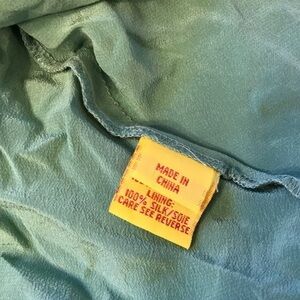 MADE IN
CHINA
LINING:
100% SILK/SOIE
CARE SEE REVERSE